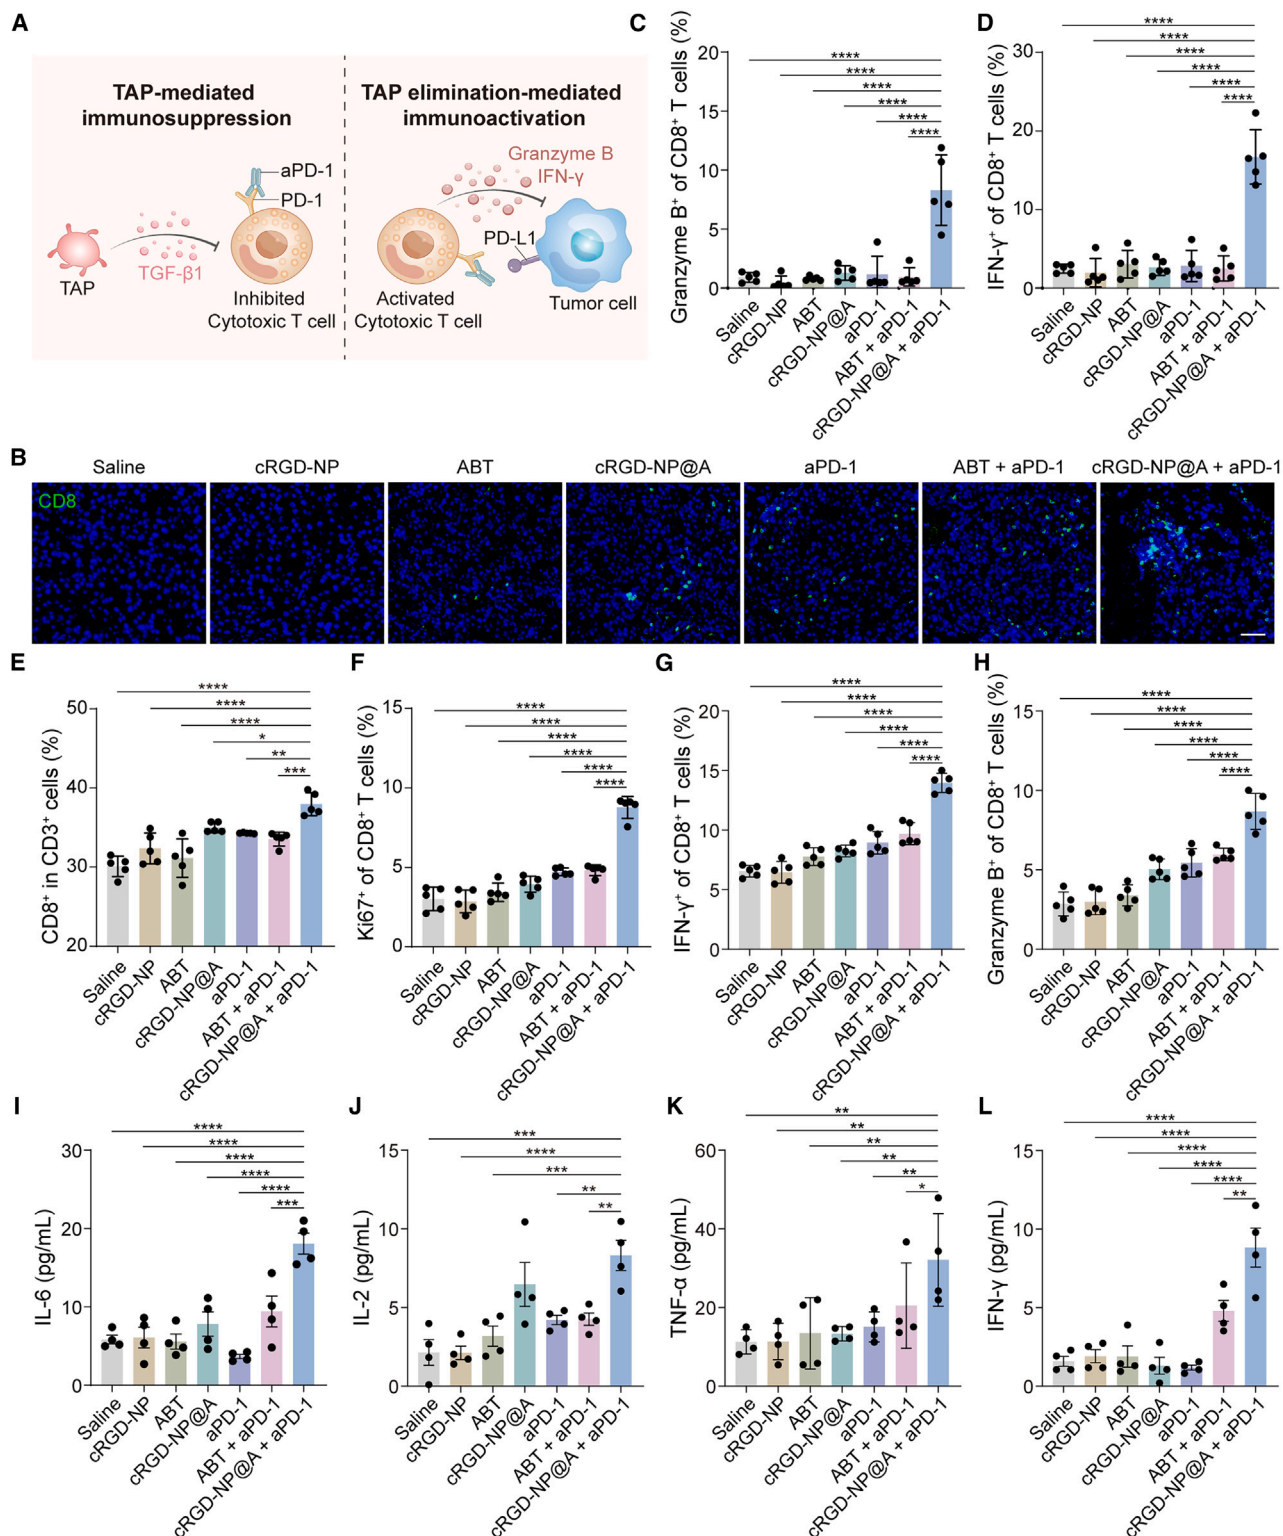 A
TAP-mediated
immunosuppression
TAP elimination-mediated
immunoactivation
aPD-1
PD-1
TGF-β1
TAP
Inhibited
Cytotoxic T cell
Granzyme B
IFN-γ
PD-L1
Activated
Cytotoxic T cell
Tumor cell
C
Granzyme B⁺ of CD8⁺ T cells (%)
20
15
10
5
0
****
****
****
****
****
****
Saline
cRGD-NP
ABT
cRGD-NP@A
aPD-1
ABT + aPD-1
cRGD-NP@A + aPD-1
D
IFN-γ⁺ of CD8⁺ T cells (%)
30
20
10
0
****
****
****
****
****
****
Saline
cRGD-NP
ABT
cRGD-NP@A
aPD-1
ABT + aPD-1
cRGD-NP@A + aPD-1
B
Saline
cRGD-NP
ABT
cRGD-NP@A
aPD-1
ABT + aPD-1
cRGD-NP@A + aPD-1
CD8
E
CD8⁺ in CD3⁺ cells (%)
50
40
30
20
****
****
****
*
**
***
Saline
cRGD-NP
ABT
cRGD-NP@A
aPD-1
ABT + aPD-1
cRGD-NP@A + aPD-1
F
Ki67⁺ of CD8⁺ T cells (%)
15
10
5
0
****
****
****
****
****
****
Saline
cRGD-NP
ABT
cRGD-NP@A
aPD-1
ABT + aPD-1
cRGD-NP@A + aPD-1
G
IFN-γ⁺ of CD8⁺ T cells (%)
20
15
10
5
0
****
****
****
****
****
****
Saline
cRGD-NP
ABT
cRGD-NP@A
aPD-1
ABT + aPD-1
cRGD-NP@A + aPD-1
H
Granzyme B⁺ of CD8⁺ T cells (%)
15
10
5
0
****
****
****
****
****
****
Saline
cRGD-NP
ABT
cRGD-NP@A
aPD-1
ABT + aPD-1
cRGD-NP@A + aPD-1
I
IL-6 (pg/mL)
30
20
10
0
****
****
****
****
****
***
Saline
cRGD-NP
ABT
cRGD-NP@A
aPD-1
ABT + aPD-1
cRGD-NP@A + aPD-1
J
IL-2 (pg/mL)
15
10
5
0
***
****
***
**
**
Saline
cRGD-NP
ABT
cRGD-NP@A
aPD-1
ABT + aPD-1
cRGD-NP@A + aPD-1
K
TNF-α (pg/mL)
60
40
20
0
**
**
**
**
**
*
Saline
cRGD-NP
ABT
cRGD-NP@A
aPD-1
ABT + aPD-1
cRGD-NP@A + aPD-1
L
IFN-γ (pg/mL)
15
10
5
0
****
****
****
****
****
**
Saline
cRGD-NP
ABT
cRGD-NP@A
aPD-1
ABT + aPD-1
cRGD-NP@A + aPD-1